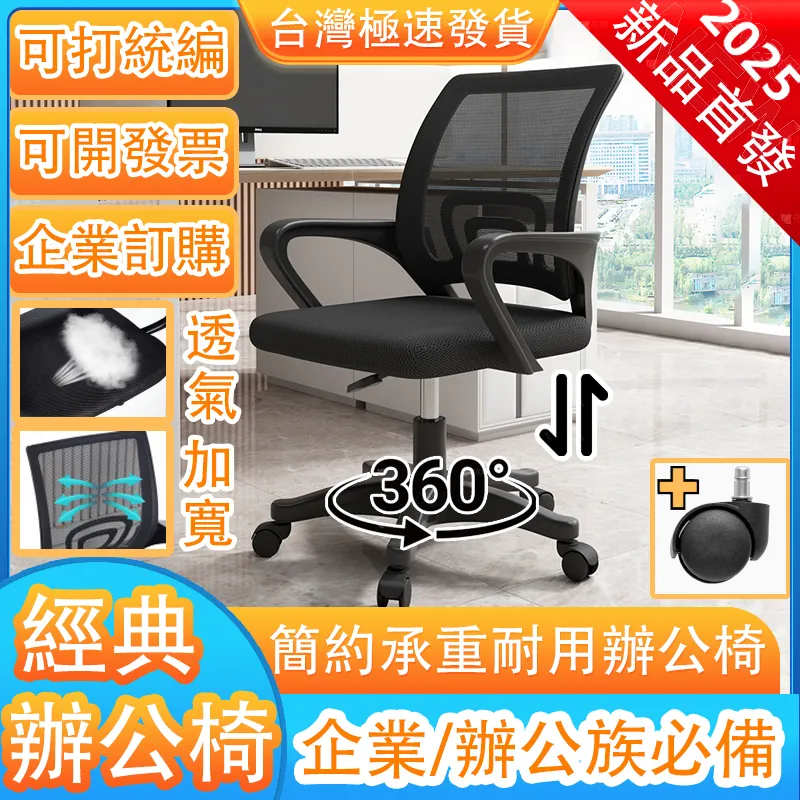 台灣極速發貨
2025
新品首發
可打統編
可開發票
企業訂購
透氣加寬
360°
經典
辦公椅
簡約承重耐用辦公椅
企業/辦公族必備